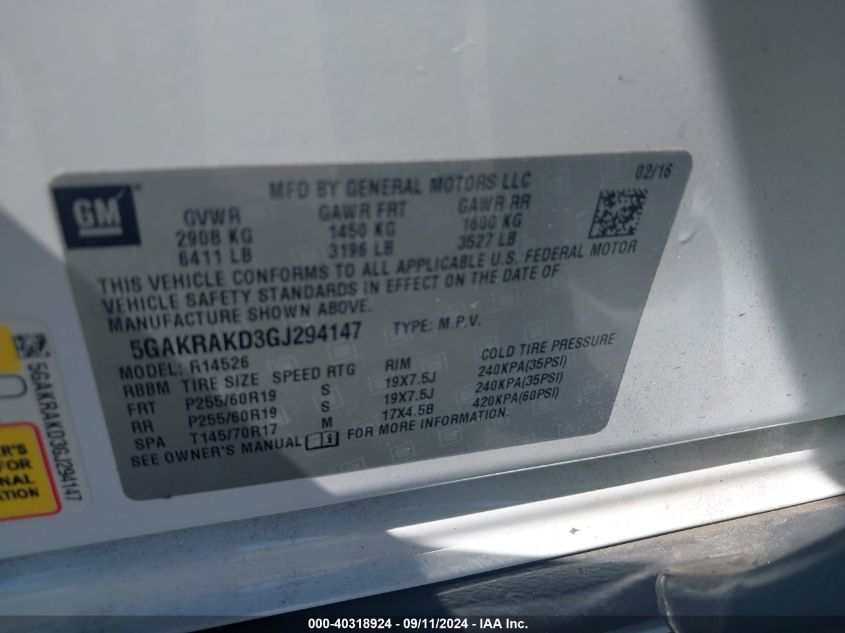 GM
MFD BY GENERAL MOTORS LLC
02/16
GVWR GAWR FRT GAWR RR
2908 KG 1450 KG 1600 KG
6411 LB 3196 LB 3527 LB
THIS VEHICLE CONFORMS TO ALL APPLICABLE U.S. FEDERAL MOTOR
VEHICLE SAFETY STANDARDS IN EFFECT ON THE DATE OF
MANUFACTURE SHOWN ABOVE.
5GAKRAKD3GJ294147 TYPE: M.P.V.
MODEL: R14526
RBBM TIRE SIZE SPEED RTG RIM COLD TIRE PRESSURE
FRT P255/60R19 S 19X7.5J 240KPA(35PSI)
RR P255/60R19 S 19X7.5J 240KPA(35PSI)
SPA T145/70R17 M 17X4.5B 420KPA(60PSI)
SEE OWNER'S MANUAL FOR MORE INFORMATION.
5GAKRAKD3GJ294147
FOR
000-40318924 - 09/11/2024 - IAA Inc.